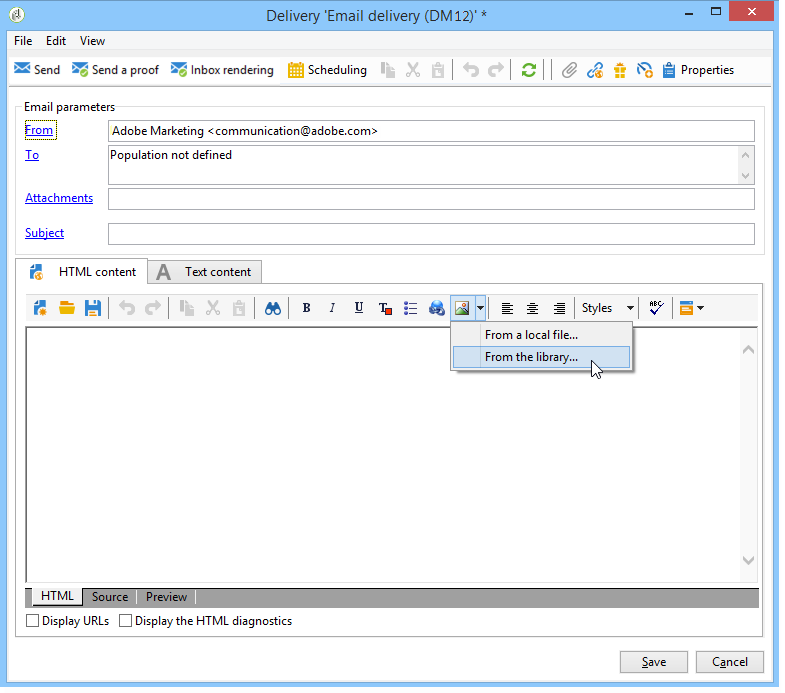 Delivery 'Email delivery (DM12)' *
File Edit View
Send Send a proof Inbox rendering Scheduling Properties
Email parameters
From Adobe Marketing <communication@adobe.com>
To Population not defined
Attachments
Subject
HTML content A Text content
B I U T Styles ABC
From a local file...
From the library...
HTML Source Preview
Display URLs Display the HTML diagnostics
Save Cancel